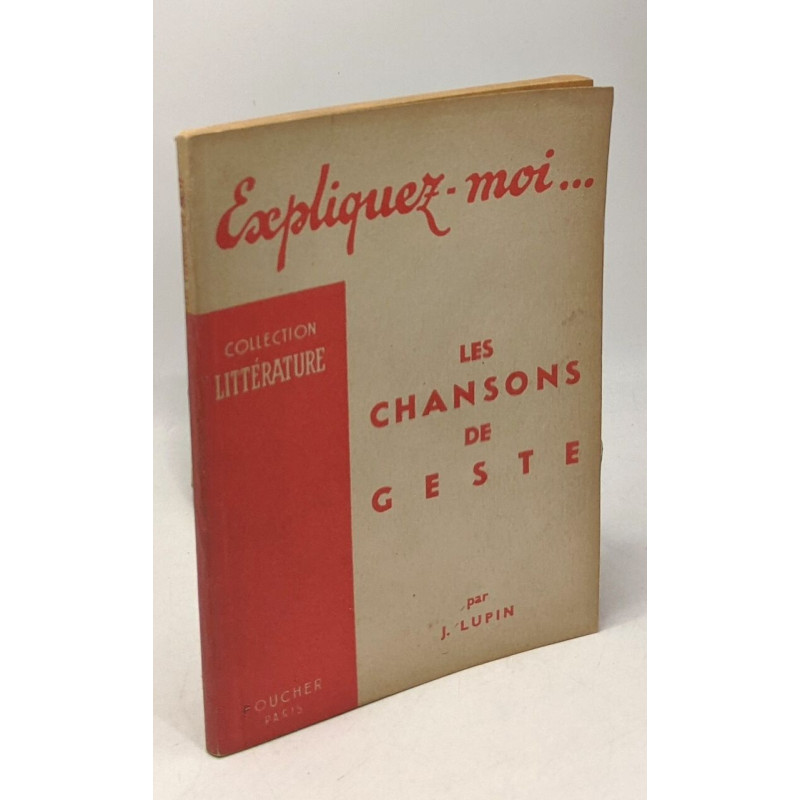 Expliquez-moi...
COLLECTION
LITTÉRATURE
LES
CHANSONS
DE
GESTE
par
J. LUPIN
FOUCHER
PARIS